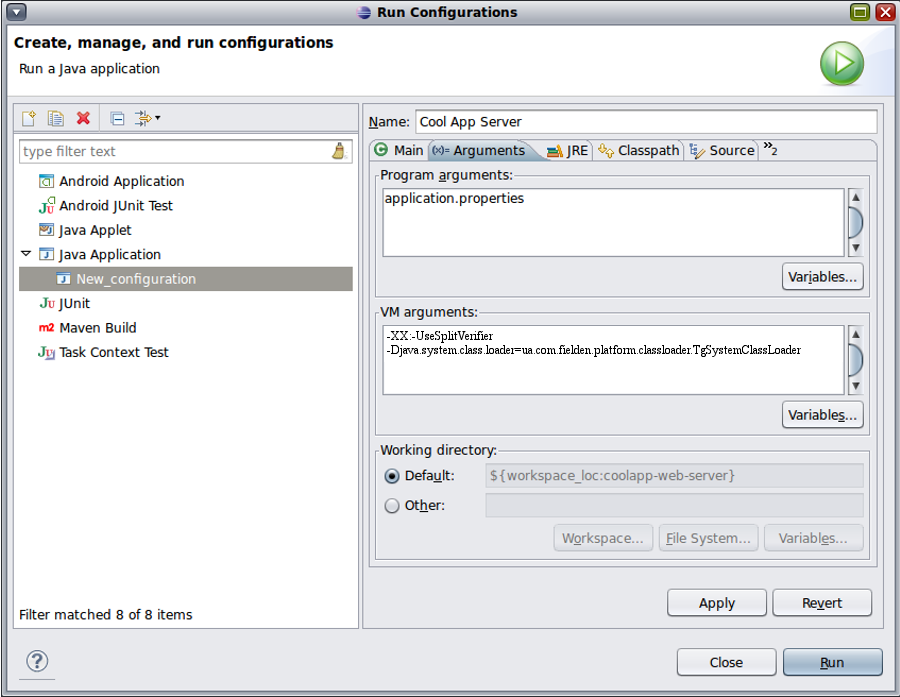 Run Configurations
Create, manage, and run configurations
Run a Java application
type filter text
Android Application
Android JUnit Test
Java Applet
Java Application
New_configuration
JUnit
m2 Maven Build
Task Context Test
Filter matched 8 of 8 items
Name: Cool App Server
Main (x)= Arguments JRE Classpath Source »2
Program arguments:
application.properties
Variables...
VM arguments:
-XX:-UseSplitVerifier
-Djava.system.class.loader=ua.com.fielden.platform.classloader.TgSystemClassLoader
Variables...
Working directory:
Default: ${workspace_loc:coolapp-web-server}
Other:
Workspace... File System... Variables...
Apply Revert
? Close Run